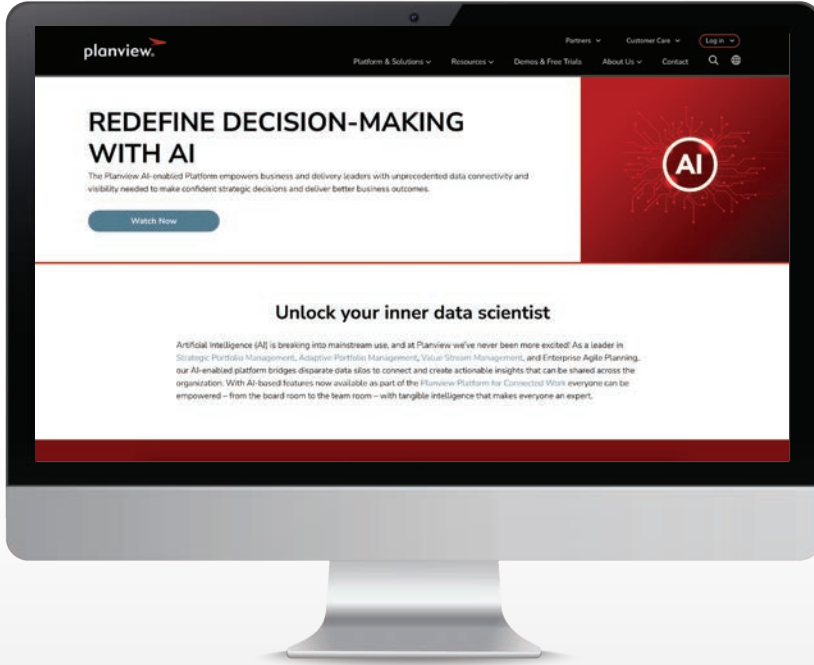 Partners Customer Care Log in
planview.
Platform & Solutions Resources Demos & Free Trials About Us Contact
REDEFINE DECISION-MAKING
WITH AI
The Planview AI-enabled Platform empowers business and delivery leaders with unprecedented data connectivity and
visibility needed to make confident strategic decisions and deliver better business outcomes.
AI
Watch Now
Unlock your inner data scientist
Artificial Intelligence (AI) is breaking into mainstream use, and at Planview we've never been more excited! As a leader in
Strategic Portfolio Management, Adaptive Portfolio Management, Value Stream Management, and Enterprise Agile Planning,
our AI-enabled platform bridges disparate data silos to connect and create actionable insights that can be shared across the
organization. With AI-based features now available as part of the Planview Platform for Connected Work everyone can be
empowered – from the board room to the team room – with tangible intelligence that makes everyone an expert.